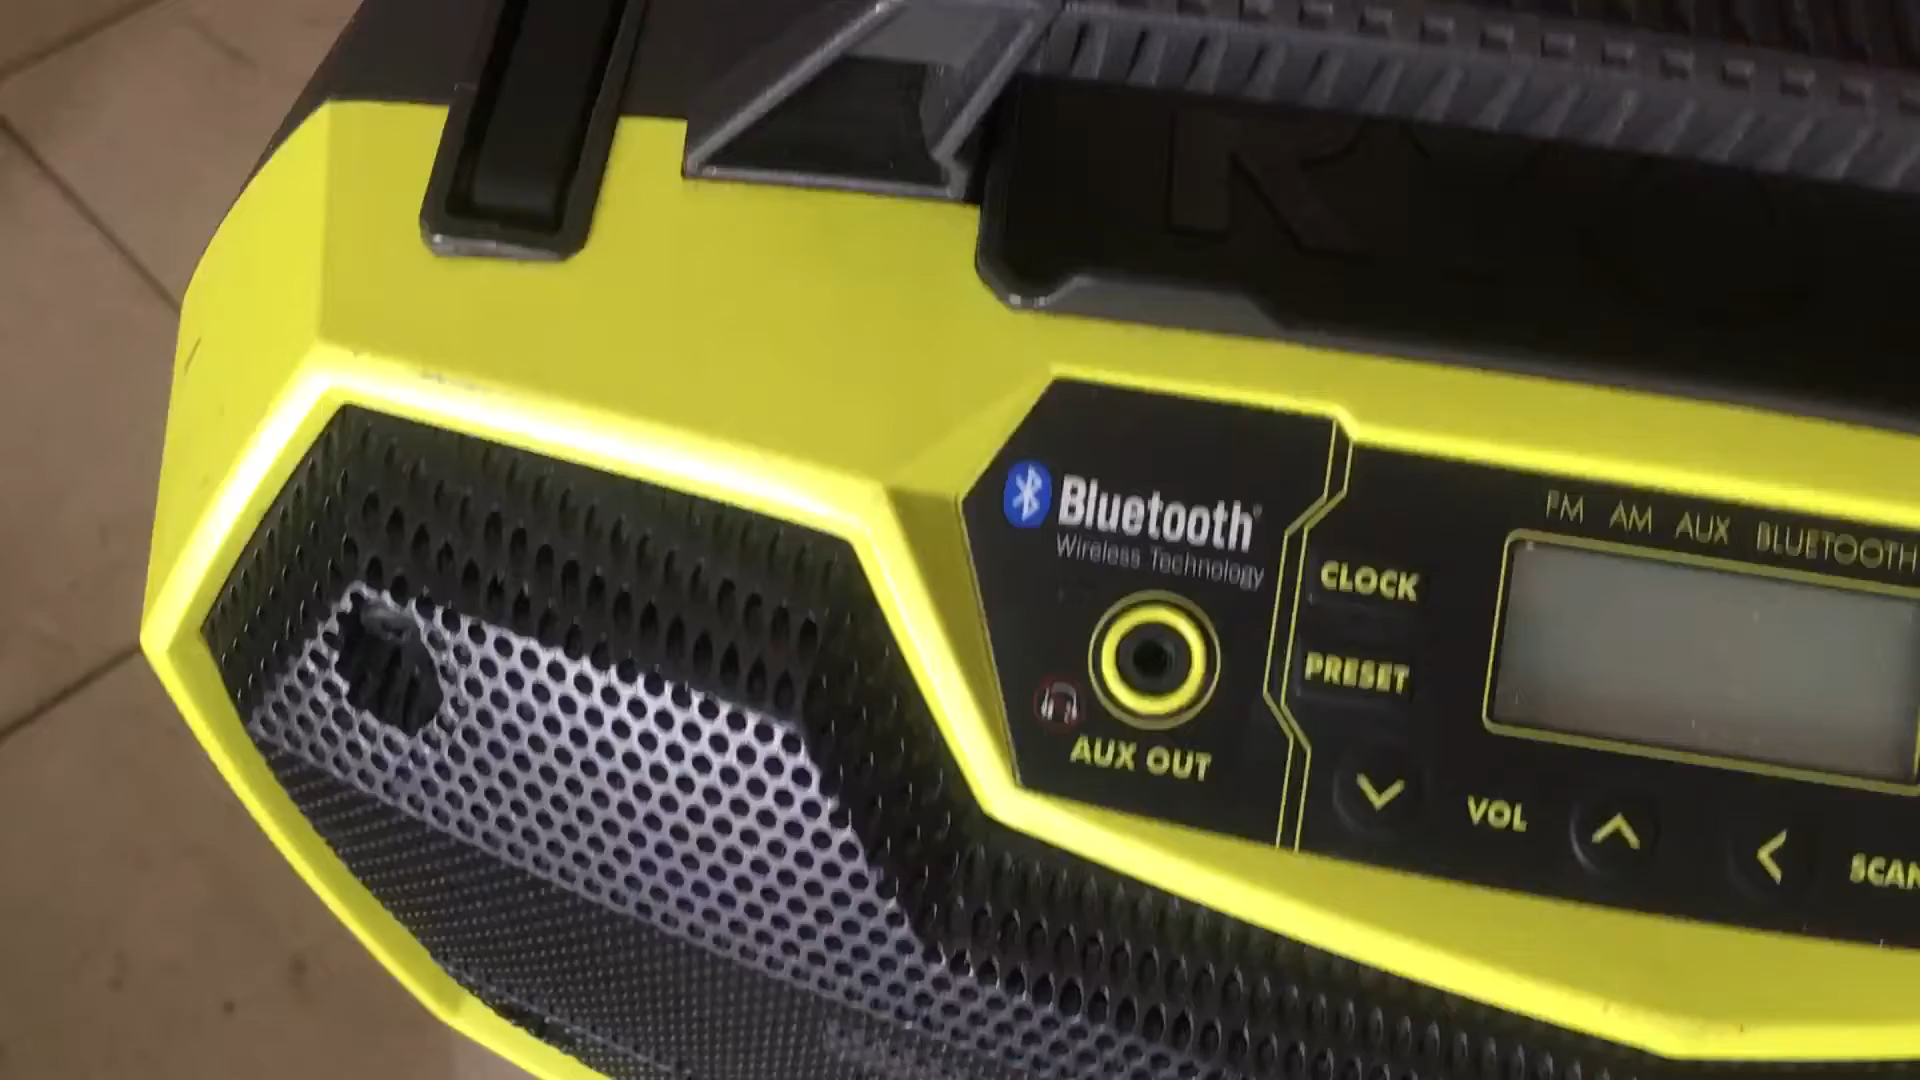 Bluetooth
Wireless Technology
AUX OUT
CLOCK
PRESET
FM AM AUX BLUETOOTH
VOL
SCAN